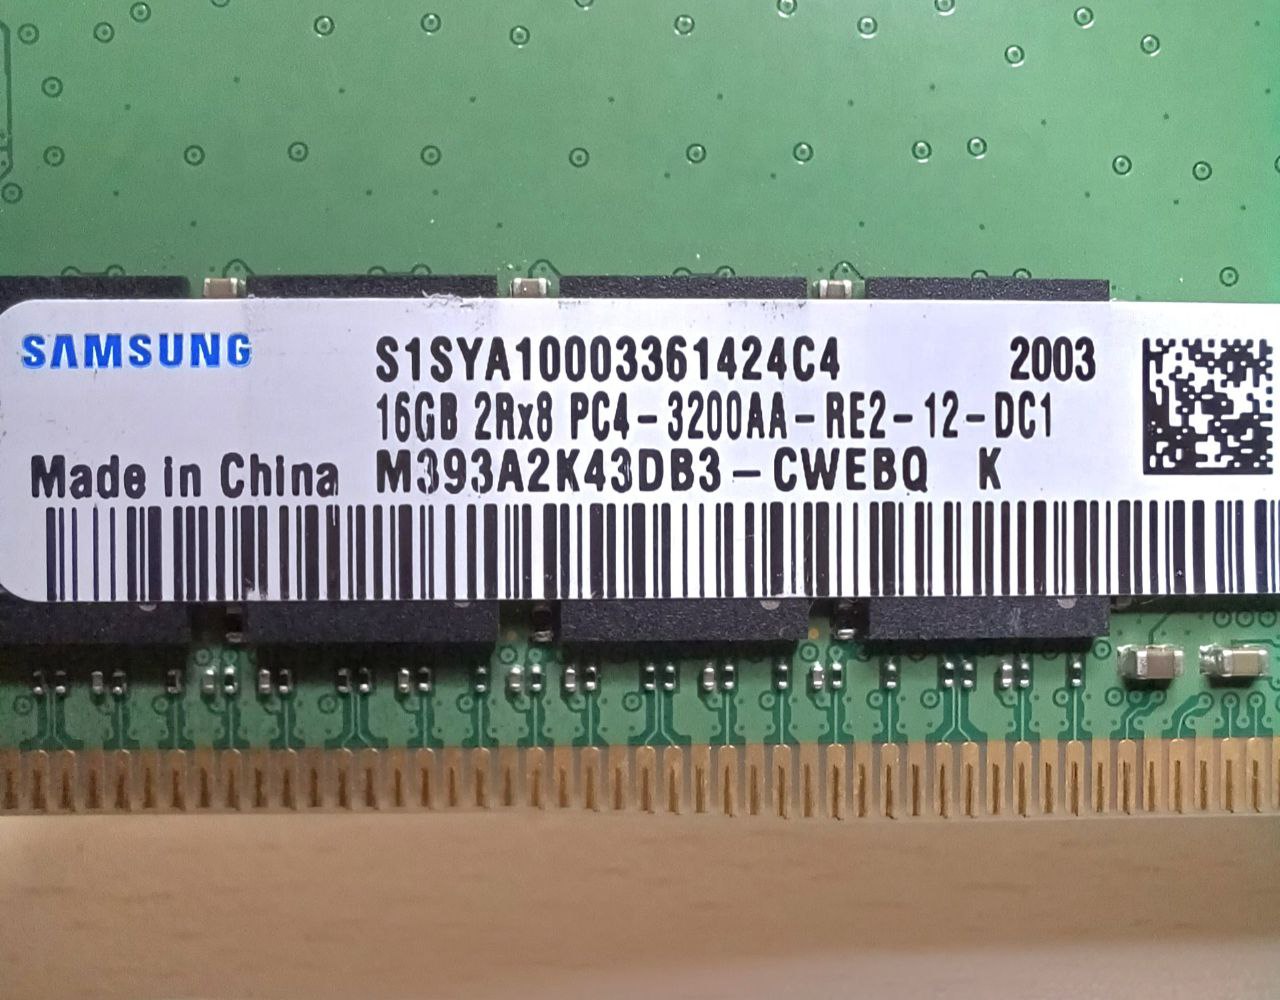 SAMSUNG S1SYA10003361424C4 2003
16GB 2Rx8 PC4-3200AA-RE2-12-DC1
Made in China M393A2K43DB3-CWEBQ K